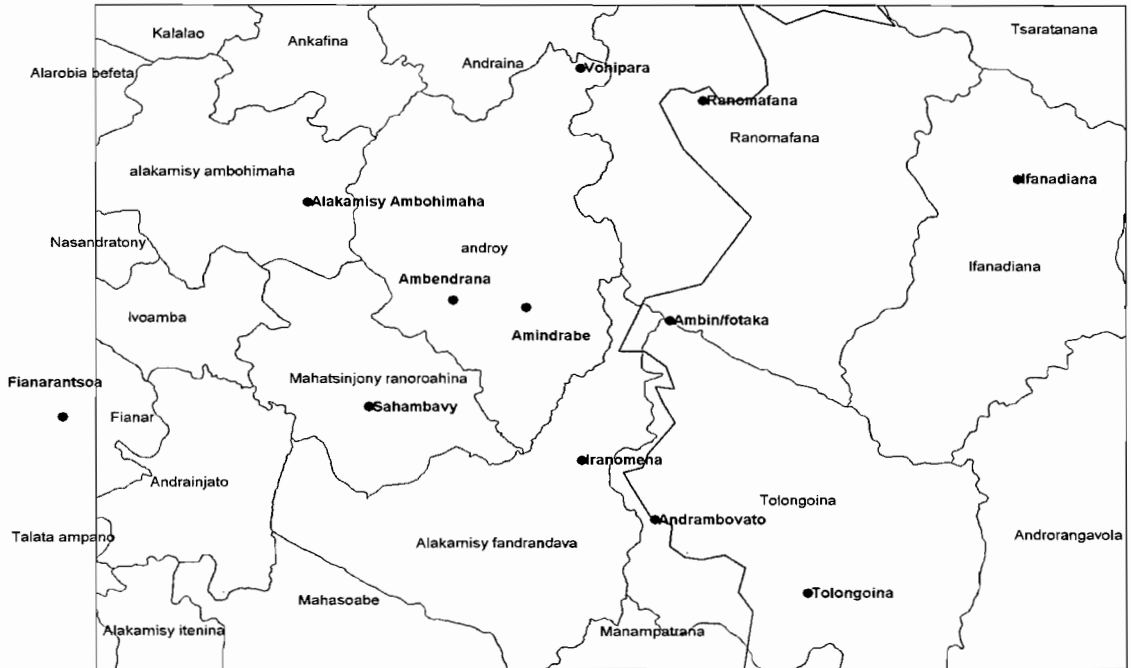 Kalalao
Ankafina
Tsaratanana
Alarobia befeta
Andraina
Vohipara
Ranomafana
Ranomafana
alakamisy ambohimaha
Ifanadiana
Alakamisy Ambohimaha
Nasandratony
androy
Ifanadiana
Ambendrana
Ivoamba
Amindrabe
Ambin/fotaka
Fianarantsoa
Mahatsinjony ranoroahina
Sahambavy
Fianar
Iranomena
Andrainjato
Tolongoina
Talata ampano
Andrambovato
Androrangavola
Alakamisy fandrandava
Mahasoabe
Tolongoina
Alakamisy itenina
Manampatrana